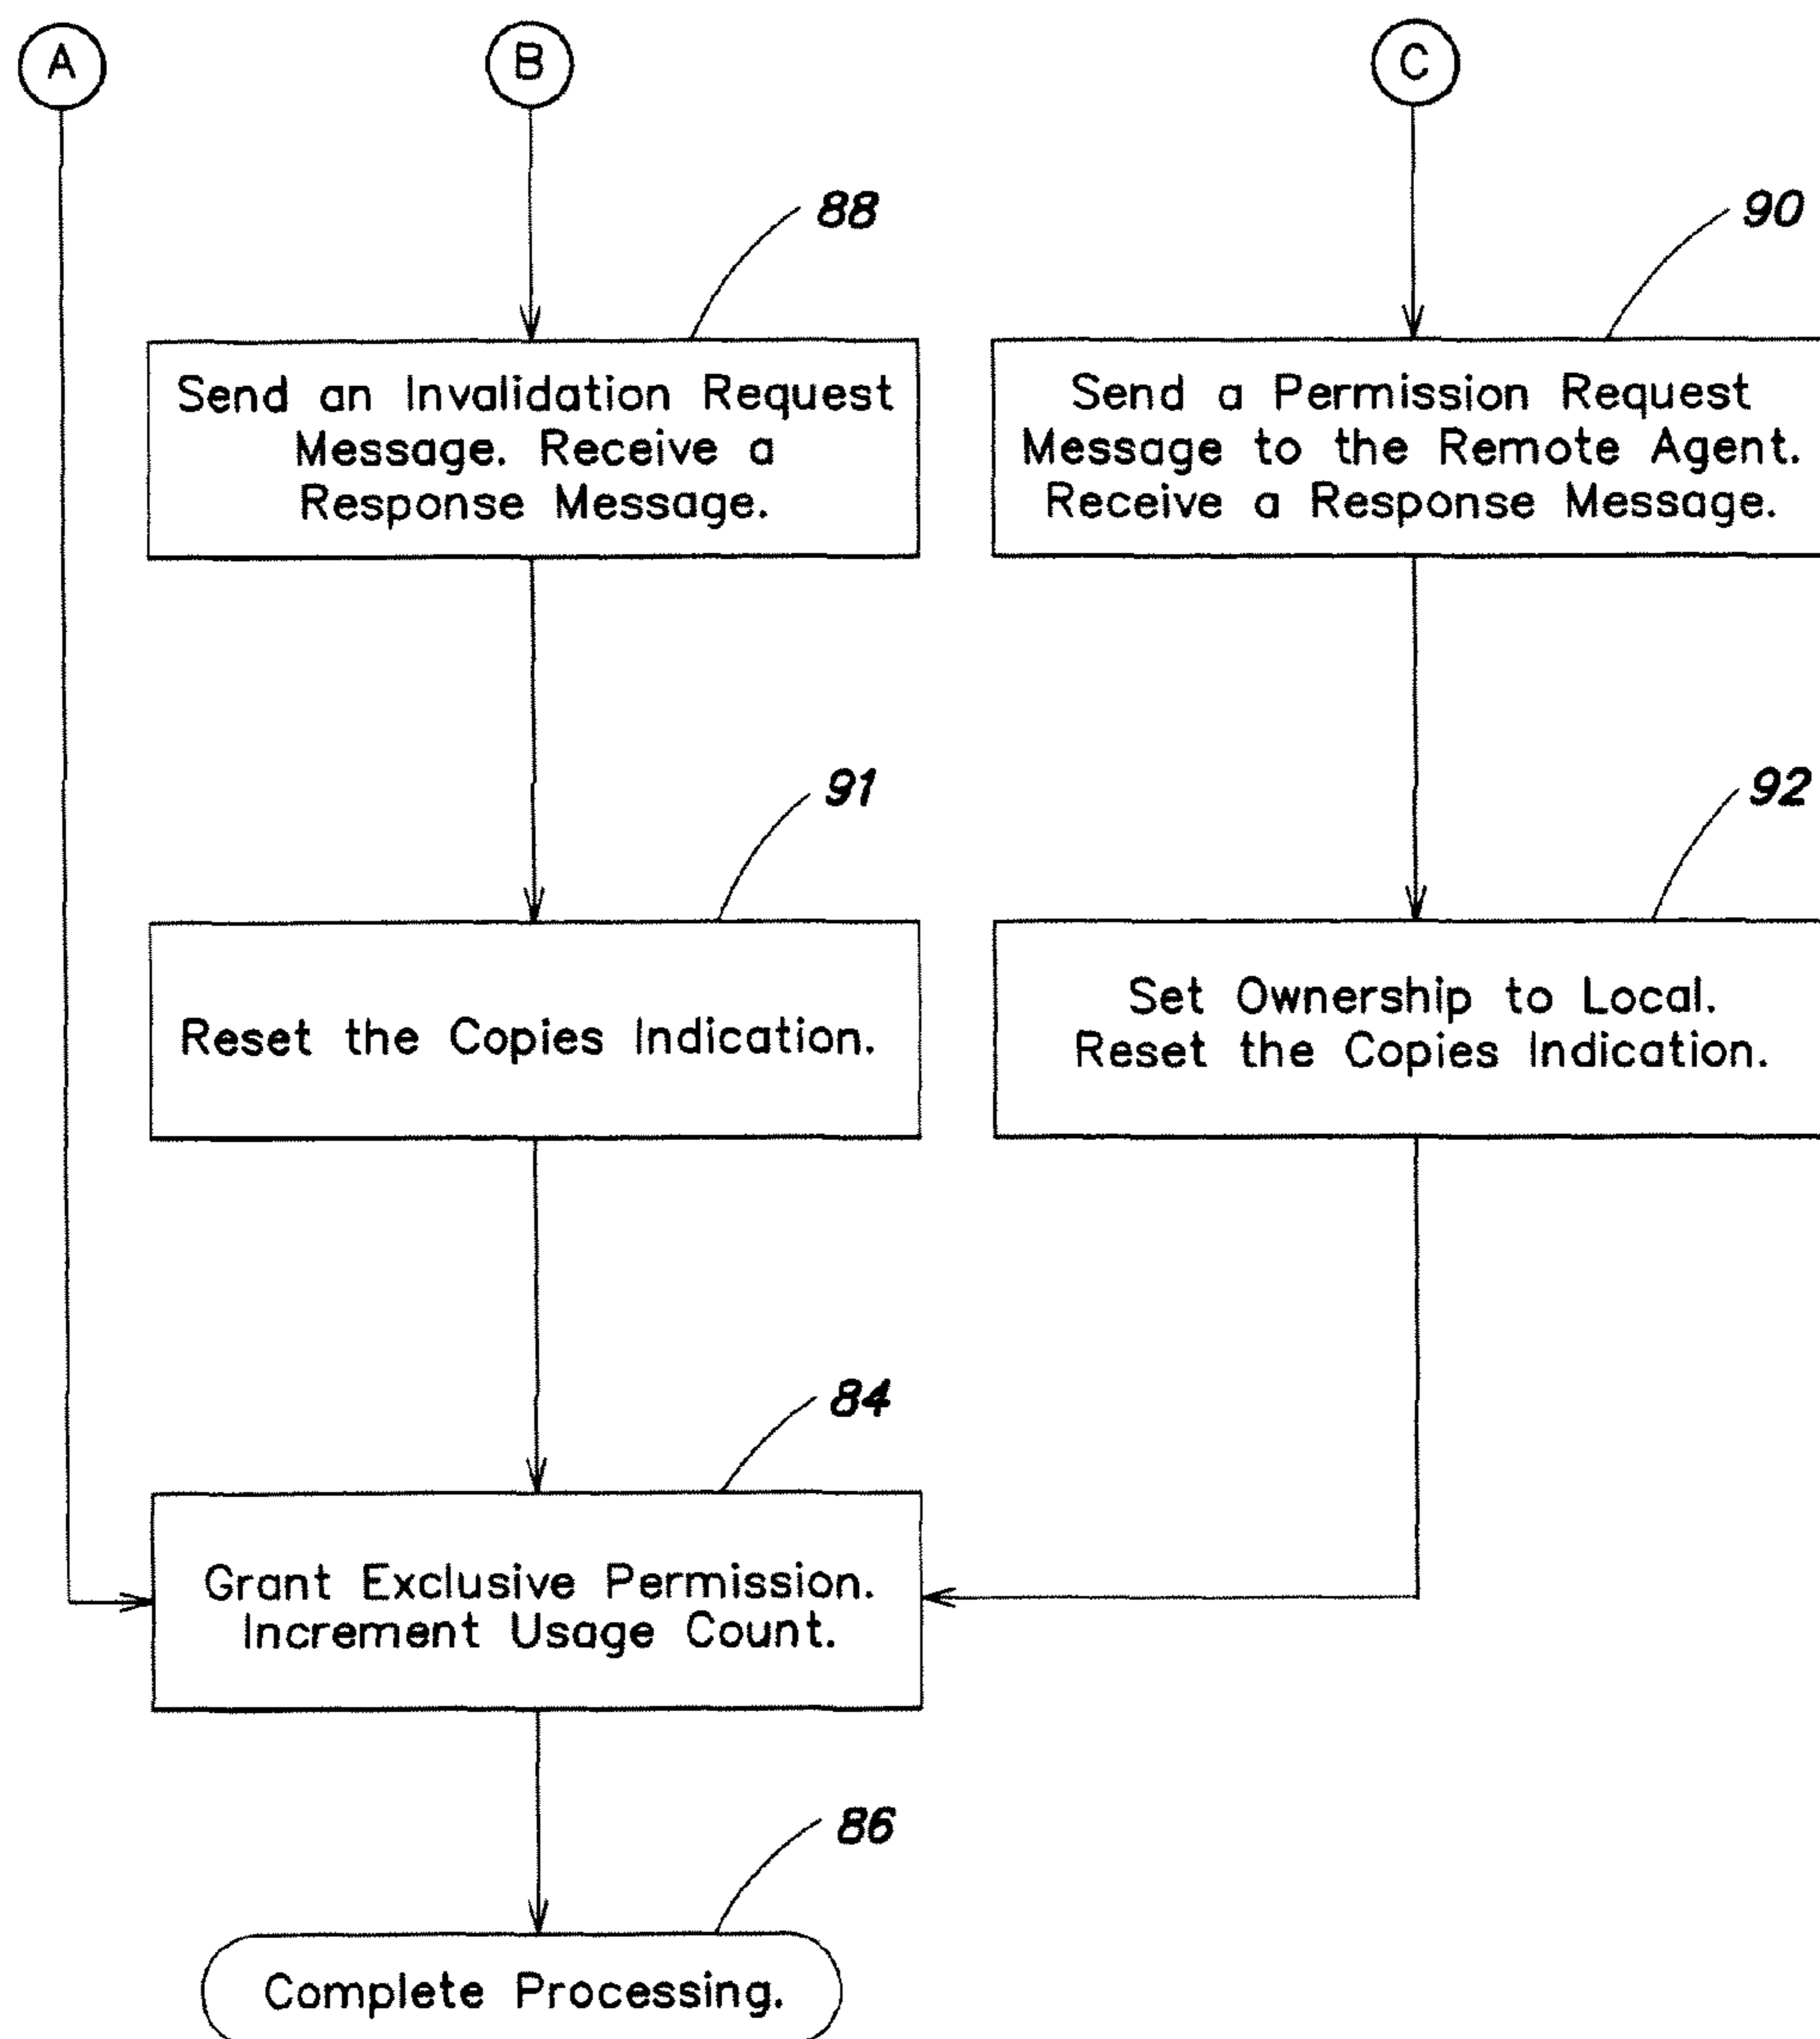 A
B
C
88
90
Send an Invalidation Request
Message. Receive a
Response Message.
Send a Permission Request
Message to the Remote Agent.
Receive a Response Message.
91
92
Reset the Copies Indication.
Set Ownership to Local.
Reset the Copies Indication.
84
Grant Exclusive Permission.
Increment Usage Count.
86
Complete Processing.